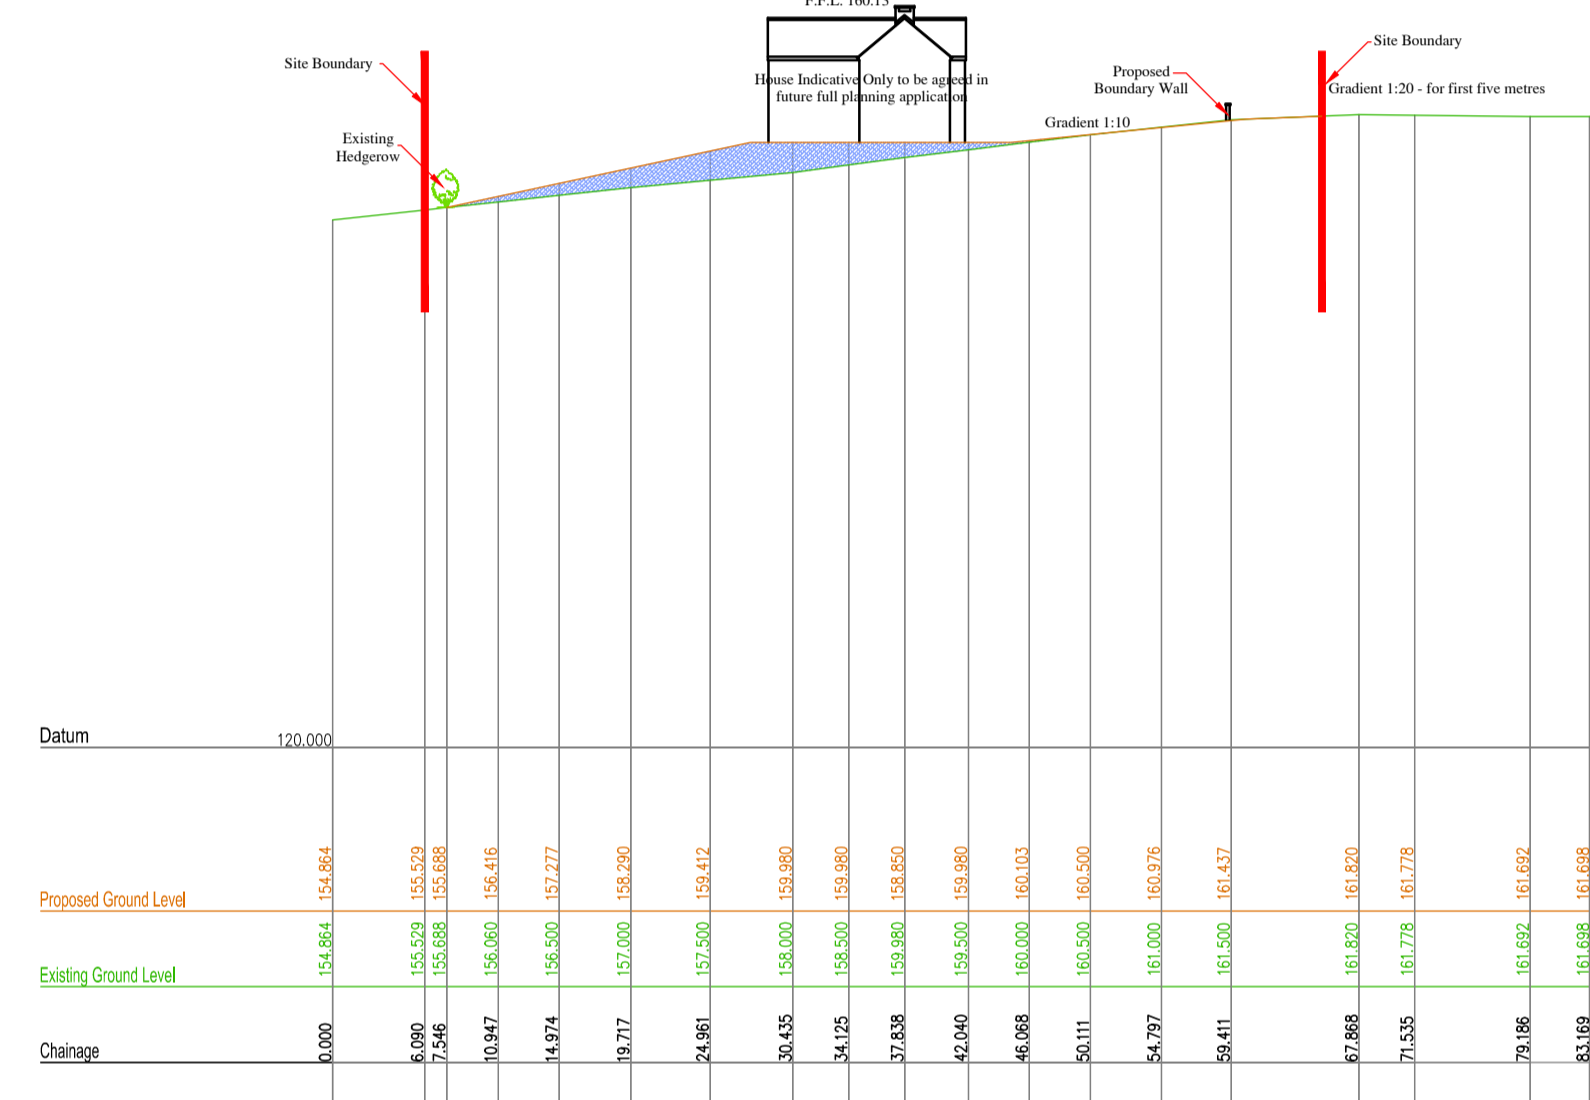 F.F.L. 160.13
Site Boundary
Site Boundary
House Indicative Only to be agreed in
future full planning application
Proposed
Boundary Wall
Gradient 1:20 - for first five metres
Gradient 1:10
Existing
Hedgerow
Datum 120.000
Proposed Ground Level 154.864 155.529 155.688 156.416 157.277 158.290 159.412 159.980 159.980 158.850 159.980 160.103 160.500 160.976 161.437 161.820 161.778 161.692 161.698
Existing Ground Level 154.864 155.529 155.688 156.060 156.500 157.000 157.500 158.000 158.500 159.980 159.500 160.000 160.500 161.000 161.500 161.820 161.778 161.692 161.698
Chainage 0.000 6.090 7.546 10.947 14.974 19.717 24.961 30.435 34.125 37.838 42.040 46.068 50.111 54.797 59.411 67.868 71.535 79.186 83.169